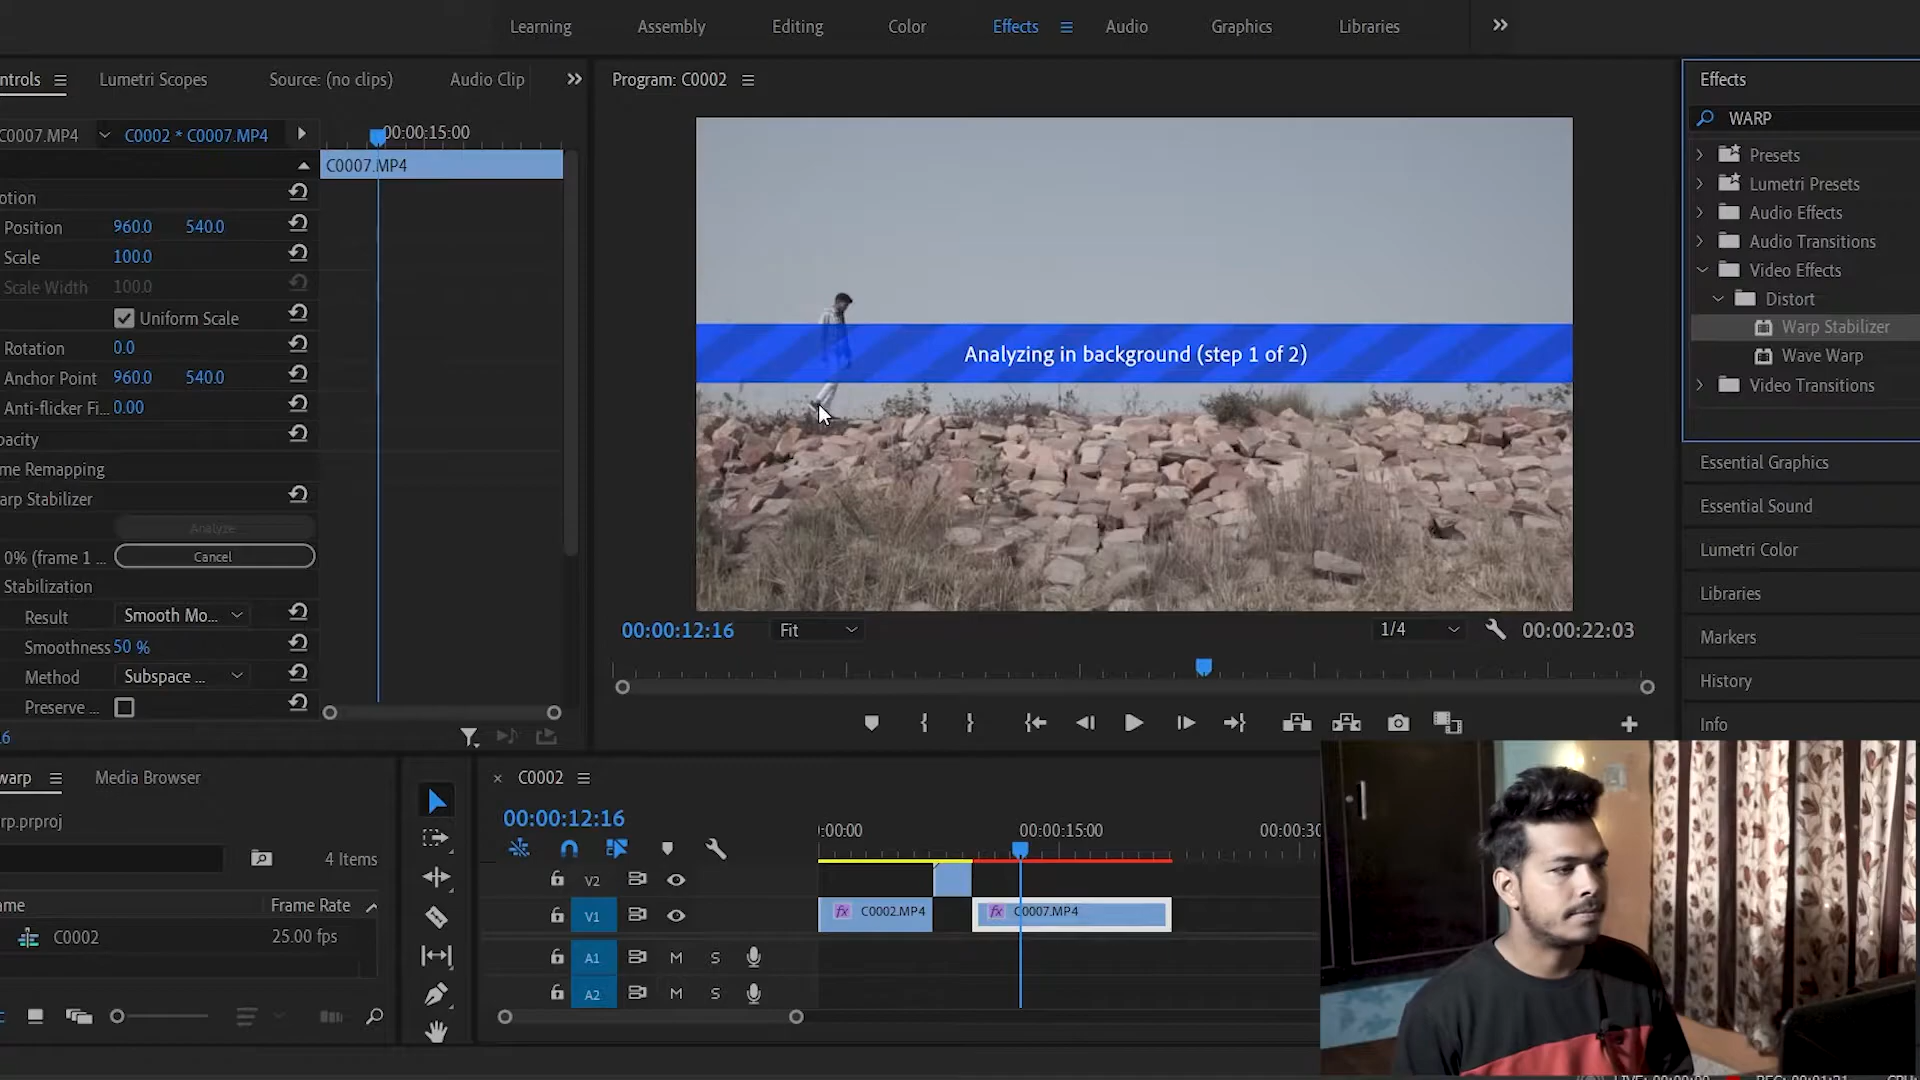 Learning
Assembly
Editing
Color
Effects
Audio
Graphics
Libraries
ntrols
Lumetri Scopes
Source: (no clips)
Audio Clip
Program: C0002
Effects
C0007.MP4
C0002 * C0007.MP4
00:00:15:00
C0007.MP4
WARP
Presets
Lumetri Presets
Audio Effects
Audio Transitions
Video Effects
Distort
Warp Stabilizer
Wave Warp
Video Transitions
otion
Position 960.0 540.0
Scale 100.0
Scale Width 100.0
Uniform Scale
Rotation 0.0
Anchor Point 960.0 540.0
Anti-flicker Fi... 0.00
pacity
me Remapping
arp Stabilizer
Analyze
0% (frame 1 ... Cancel
Stabilization
Result Smooth Mo...
Smoothness 50 %
Method Subspace ...
Preserve ...
6
Analyzing in background (step 1 of 2)
00:00:12:16
Fit
1/4
00:00:22:03
Essential Graphics
Essential Sound
Lumetri Color
Libraries
Markers
History
Info
warp
Media Browser
rp.prproj
4 Items
ame
Frame Rate
C0002
25.00 fps
C0002
00:00:12:16
:00:00
00:00:15:00
00:00:30
V2
V1
fx C0002.MP4
fx C0007.MP4
A1 M S
A2 M S